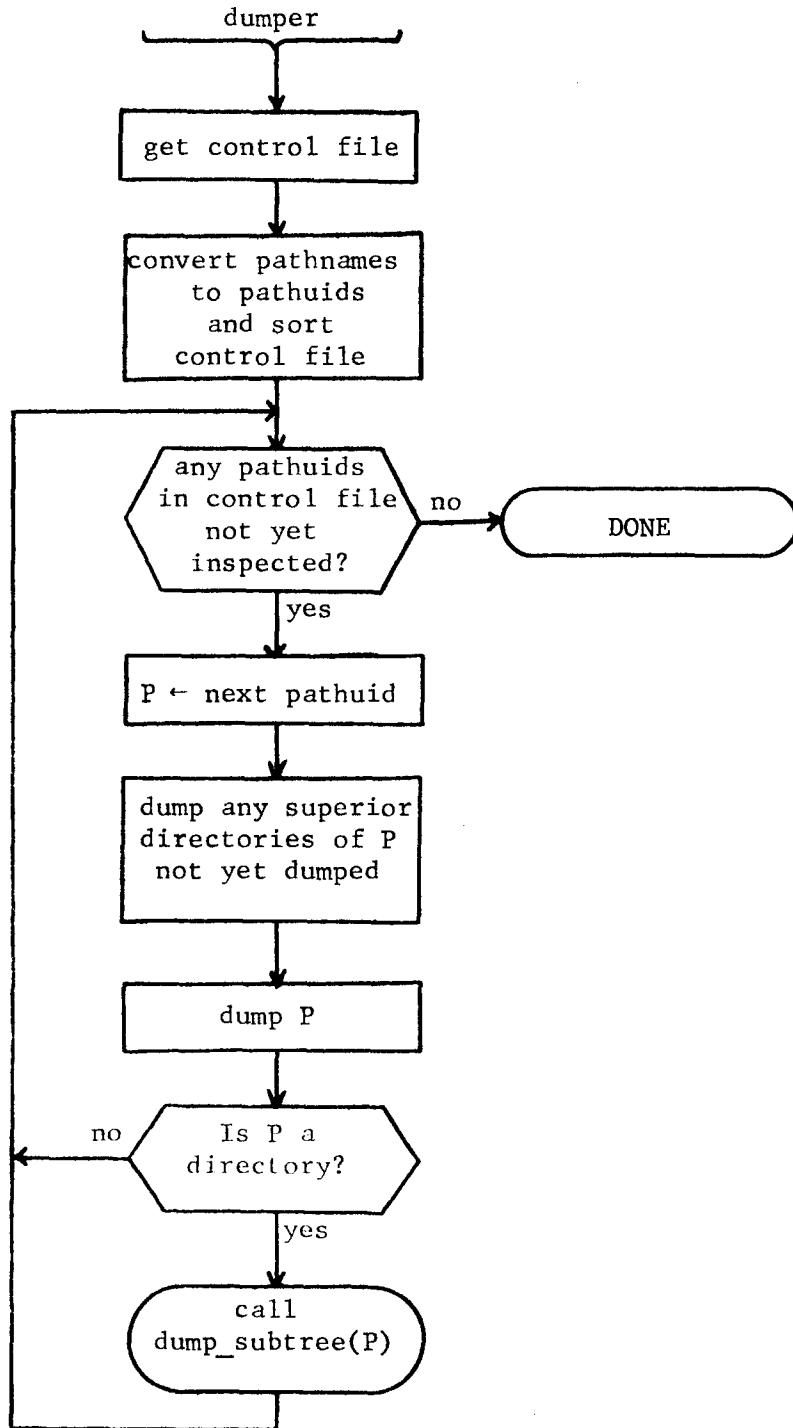 dumper
get control file
convert pathnames
to pathuids
and sort
control file
any pathuids
in control file
not yet
inspected?
no
DONE
yes
P ← next pathuid
dump any superior
directories of P
not yet dumped
dump P
no
Is P a
directory?
yes
call
dump_subtree(P)